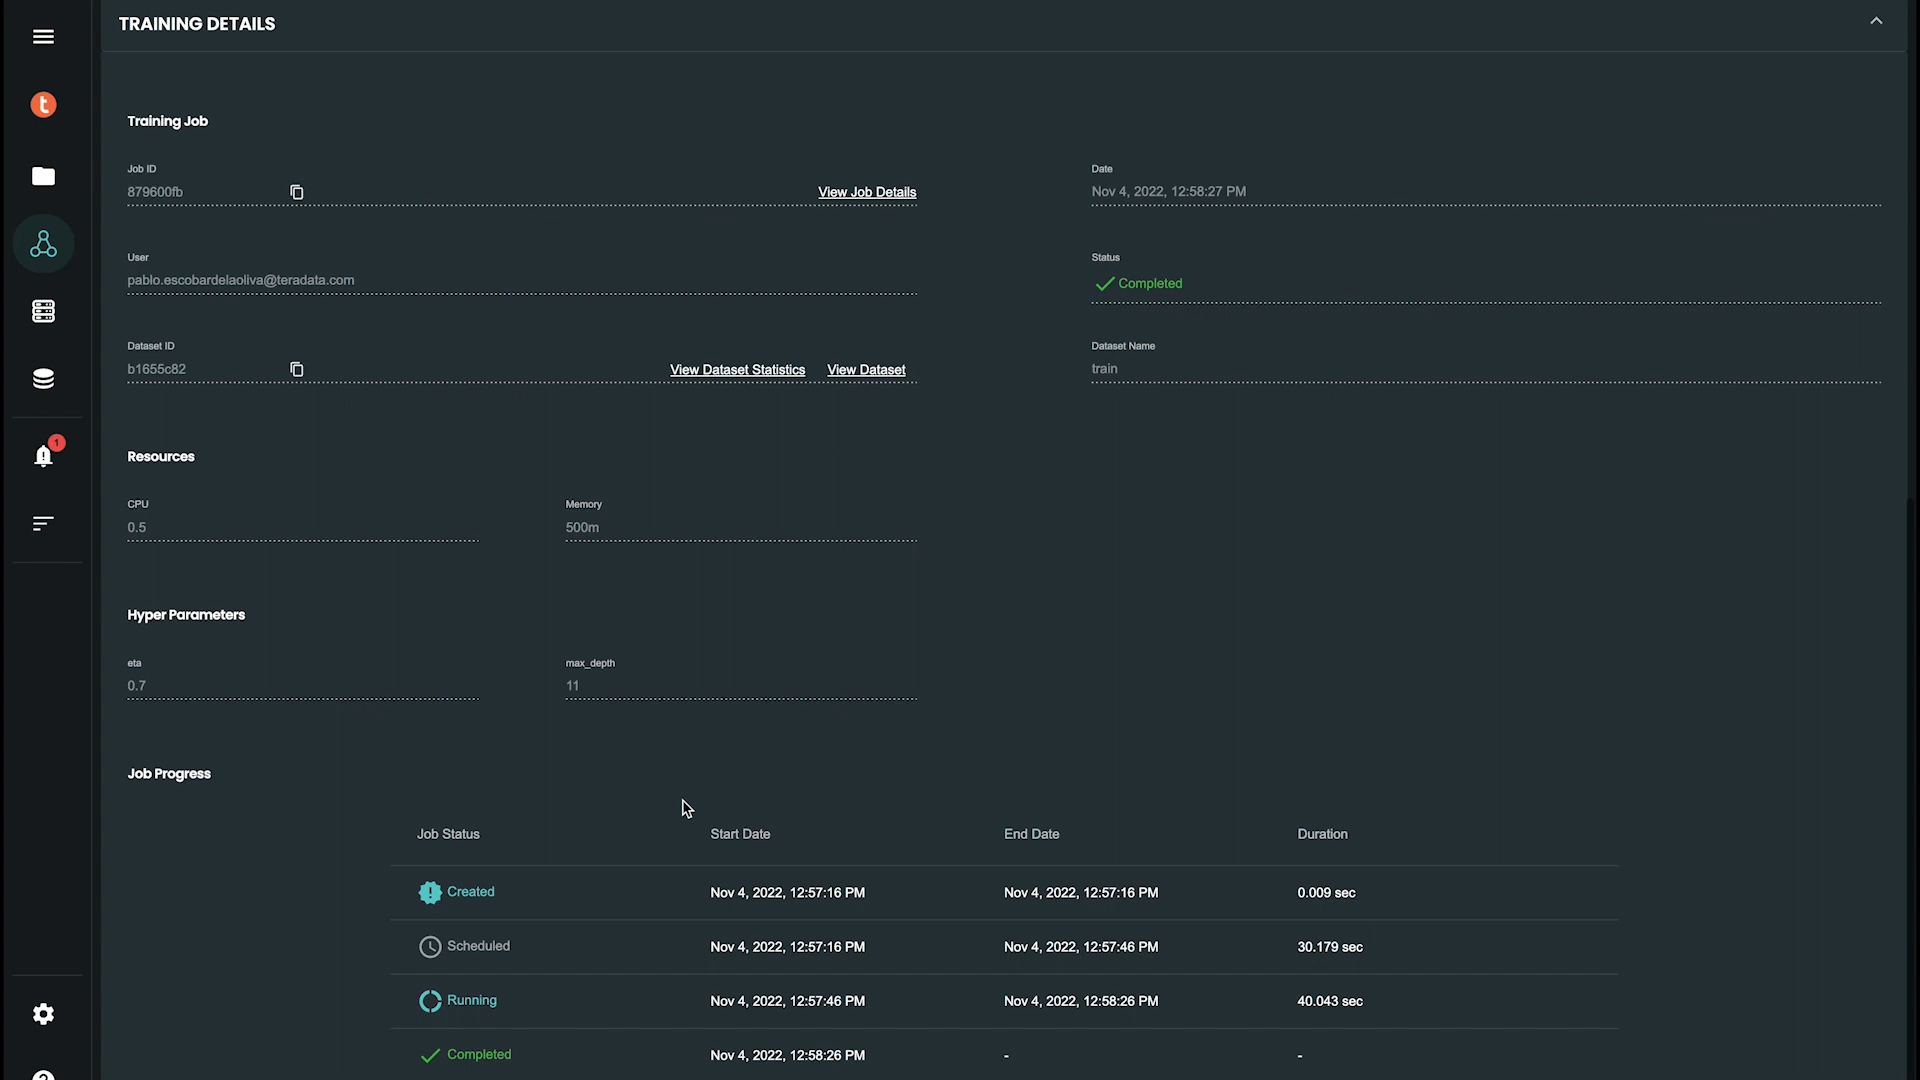 TRAINING DETAILS
t
Training Job
Job ID
879600fb
View Job Details
Date
Nov 4, 2022, 12:58:27 PM
User
pablo.escobardelaoliva@teradata.com
Status
Completed
Dataset ID
b1655c82
View Dataset Statistics
View Dataset
Dataset Name
train
1
Resources
CPU
0.5
Memory
500m
Hyper Parameters
eta
0.7
max_depth
11
Job Progress
Job Status Start Date End Date Duration
Created Nov 4, 2022, 12:57:16 PM Nov 4, 2022, 12:57:16 PM 0.009 sec
Scheduled Nov 4, 2022, 12:57:16 PM Nov 4, 2022, 12:57:46 PM 30.179 sec
Running Nov 4, 2022, 12:57:46 PM Nov 4, 2022, 12:58:26 PM 40.043 sec
Completed Nov 4, 2022, 12:58:26 PM - -